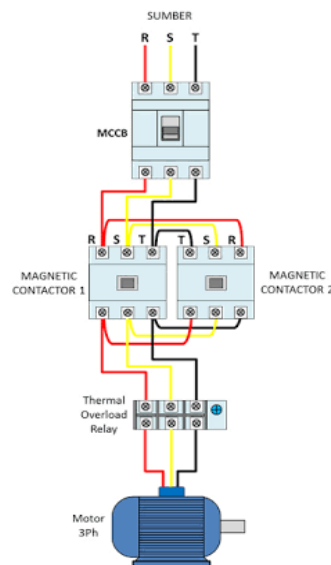 SUMBER
R S T
MCCB
R S T T S R
MAGNETIC
CONTACTOR 1
MAGNETIC
CONTACTOR 2
Thermal
Overload
Relay
Motor
3Ph